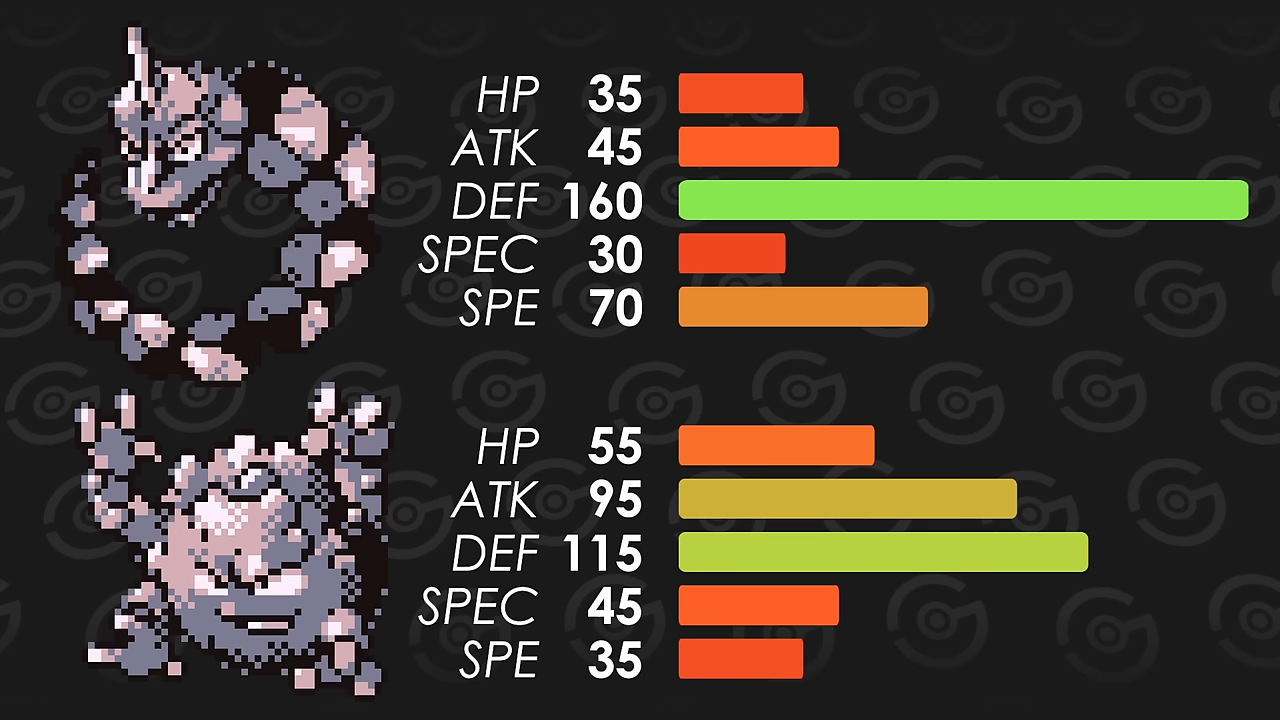 HP 35
ATK 45
DEF 160
SPEC 30
SPE 70
HP 55
ATK 95
DEF 115
SPEC 45
SPE 35